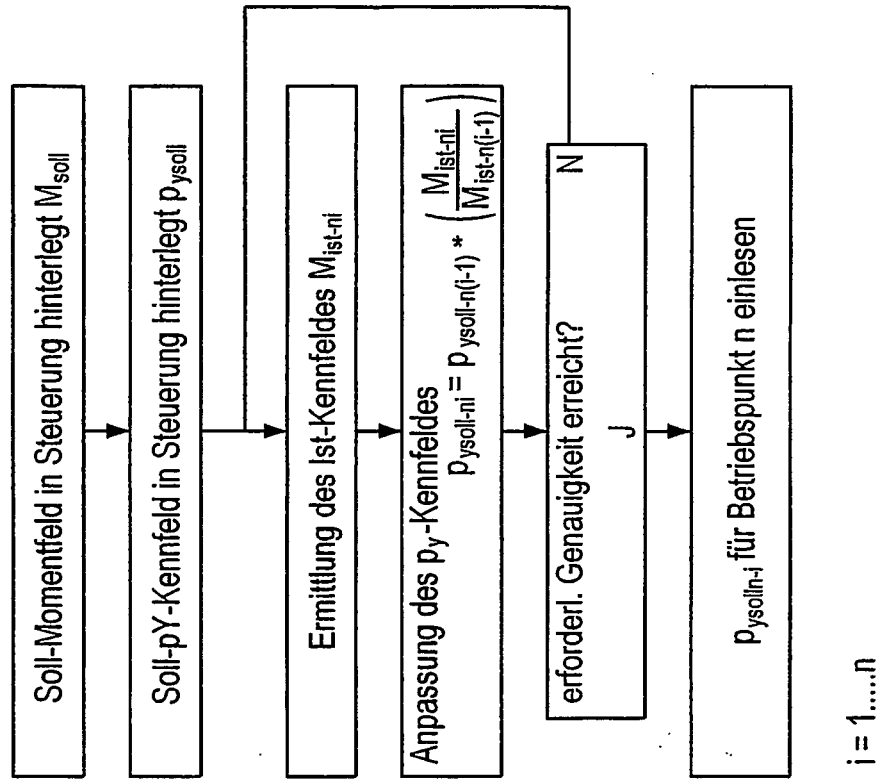 Soll-Momentfeld in Steuerung hinterlegt M_soll
Soll-pY-Kennfeld in Steuerung hinterlegt p_ysoll
Ermittlung des Ist-Kennfeldes M_ist-ni
Anpassung des p_y-Kennfeldes
p_ysoll-ni = p_ysoll-n(i-1) * (M_ist-ni / M_ist-n(i-1))
erforderl. Genauigkeit erreicht? N
J
p_ysolln-i für Betriebspunkt n einlesen
i = 1.....n